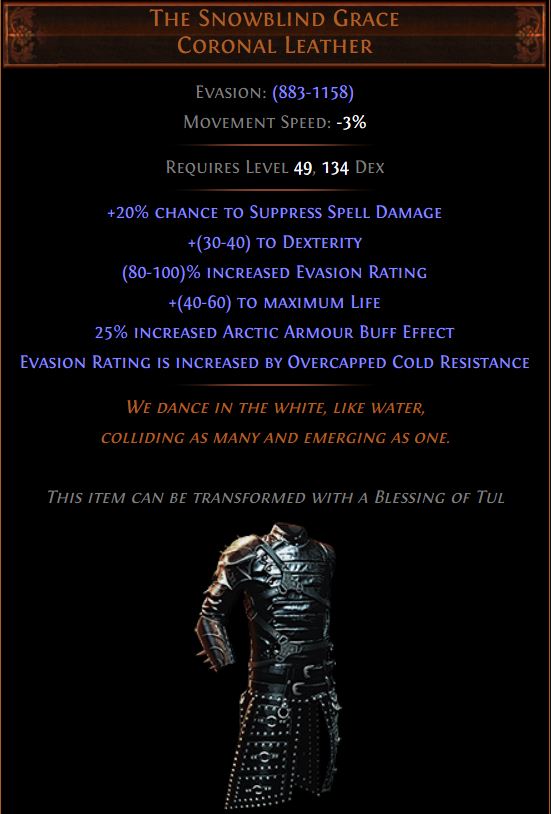 The Snowblind Grace
Coronal Leather
Evasion: (883-1158)
Movement Speed: -3%
Requires Level 49, 134 Dex
+20% chance to Suppress Spell Damage
+(30-40) to Dexterity
(80-100)% increased Evasion Rating
+(40-60) to maximum Life
25% increased Arctic Armour Buff Effect
Evasion Rating is increased by Overcapped Cold Resistance
We dance in the white, like water,
colliding as many and emerging as one.
This item can be transformed with a Blessing of Tul